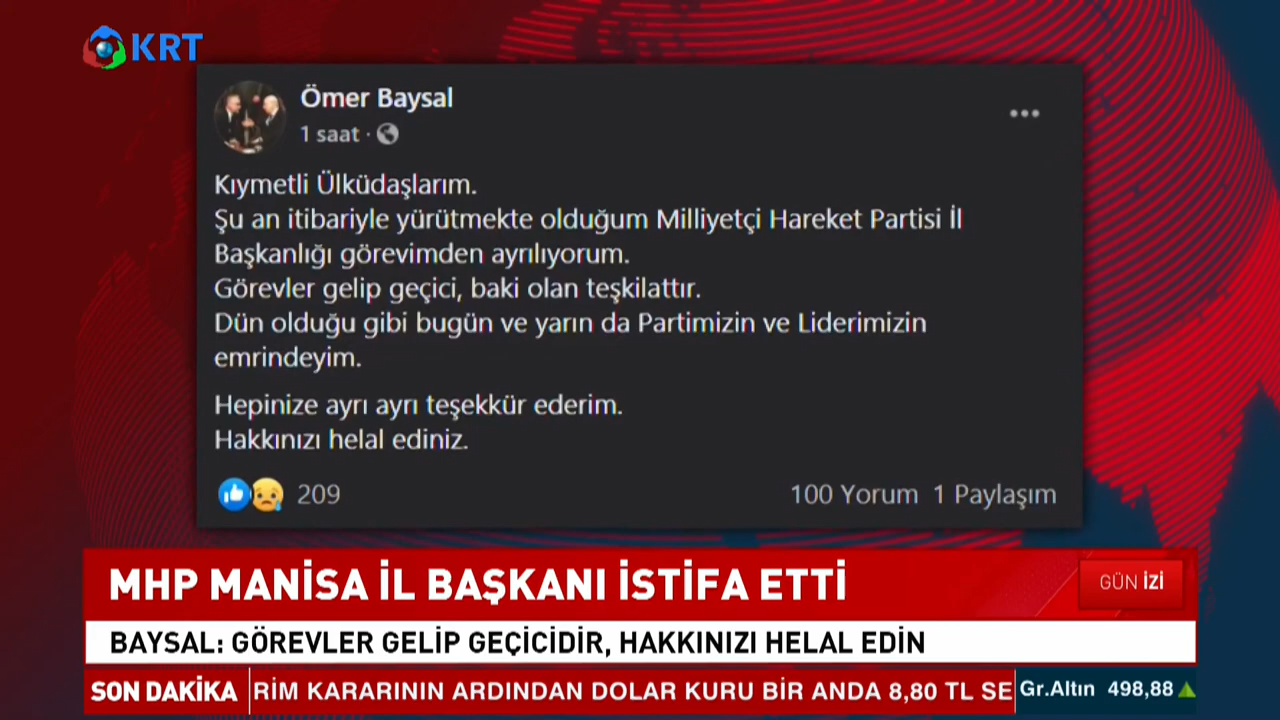 KRT
Ömer Baysal
1 saat ·
Kıymetli Ülküdaşlarım.
Şu an itibariyle yürütmekte olduğum Milliyetçi Hareket Partisi İl
Başkanlığı görevimden ayrılıyorum.
Görevler gelip geçici, baki olan teşkilattır.
Dün olduğu gibi bugün ve yarın da Partimizin ve Liderimizin
emrindeyim.
Hepinize ayrı ayrı teşekkür ederim.
Hakkınızı helal ediniz.
209
100 Yorum 1 Paylaşım
MHP MANİSA İL BAŞKANI İSTİFA ETTİ
GÜN İZİ
BAYSAL: GÖREVLER GELİP GEÇİCİDİR, HAKKINIZI HELAL EDİN
SON DAKİKA RİM KARARININ ARDINDAN DOLAR KURU BİR ANDA 8,80 TL SE Gr.Altın 498,88